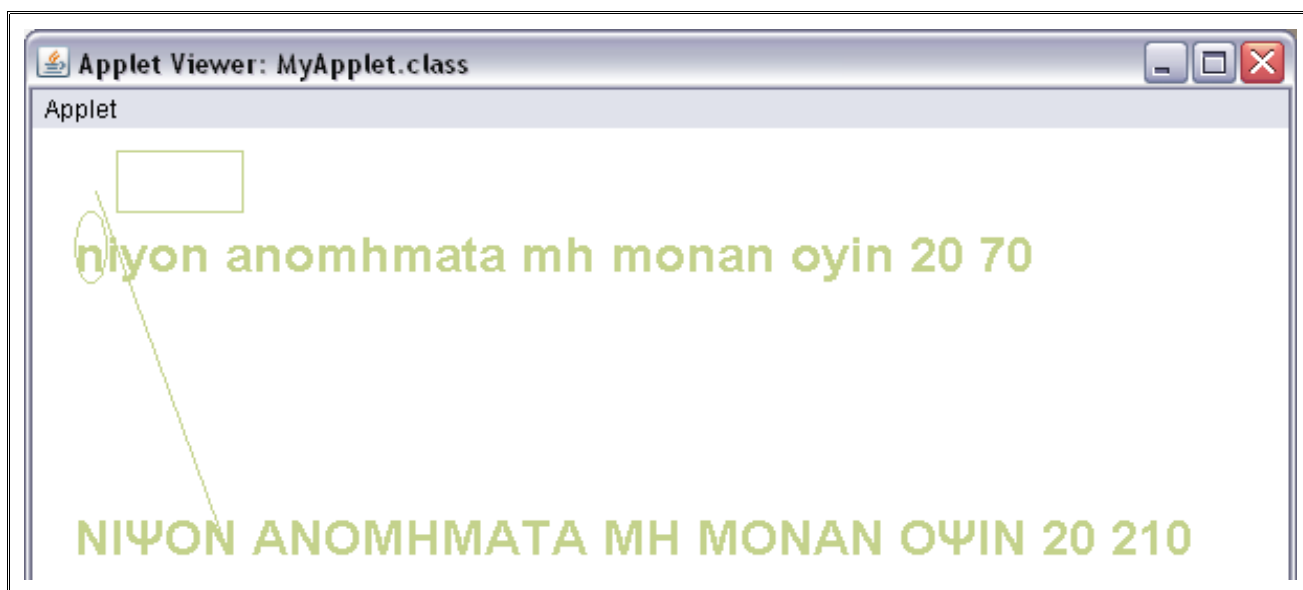 Applet Viewer: MyApplet.class
Applet
niyon anomhmata mh monan oyin 20 70
ΝΙΨΟΝ ΑΝΟΜΗΜΑΤΑ ΜΗ ΜΟΝΑΝ ΟΨΙΝ 20 210